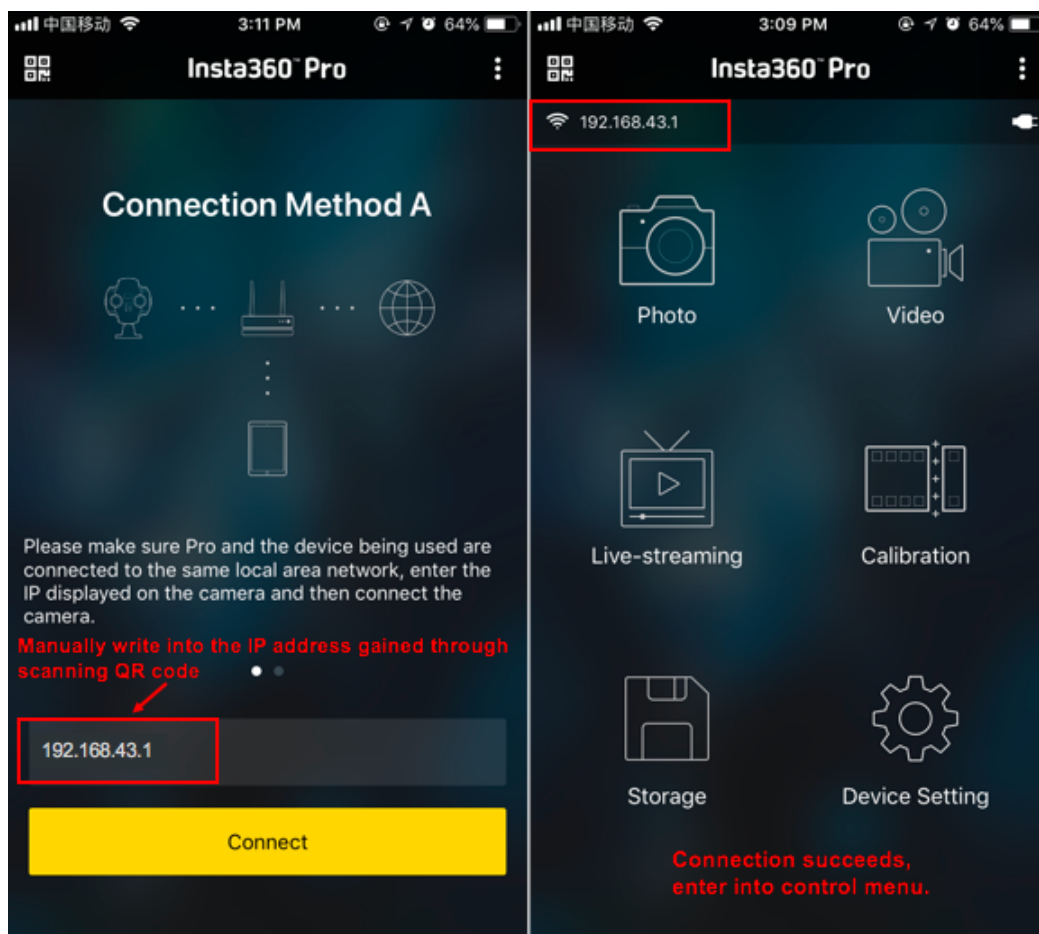 中国移动 3:11 PM 64%
Insta360™ Pro
Connection Method A
Please make sure Pro and the device being used are
connected to the same local area network, enter the
IP displayed on the camera and then connect the
camera.
Manually write into the IP address gained through
scanning QR code
192.168.43.1
Connect
中国移动 3:09 PM 64%
Insta360™ Pro
192.168.43.1
Photo Video
Live-streaming Calibration
Storage Device Setting
Connection succeeds,
enter into control menu.